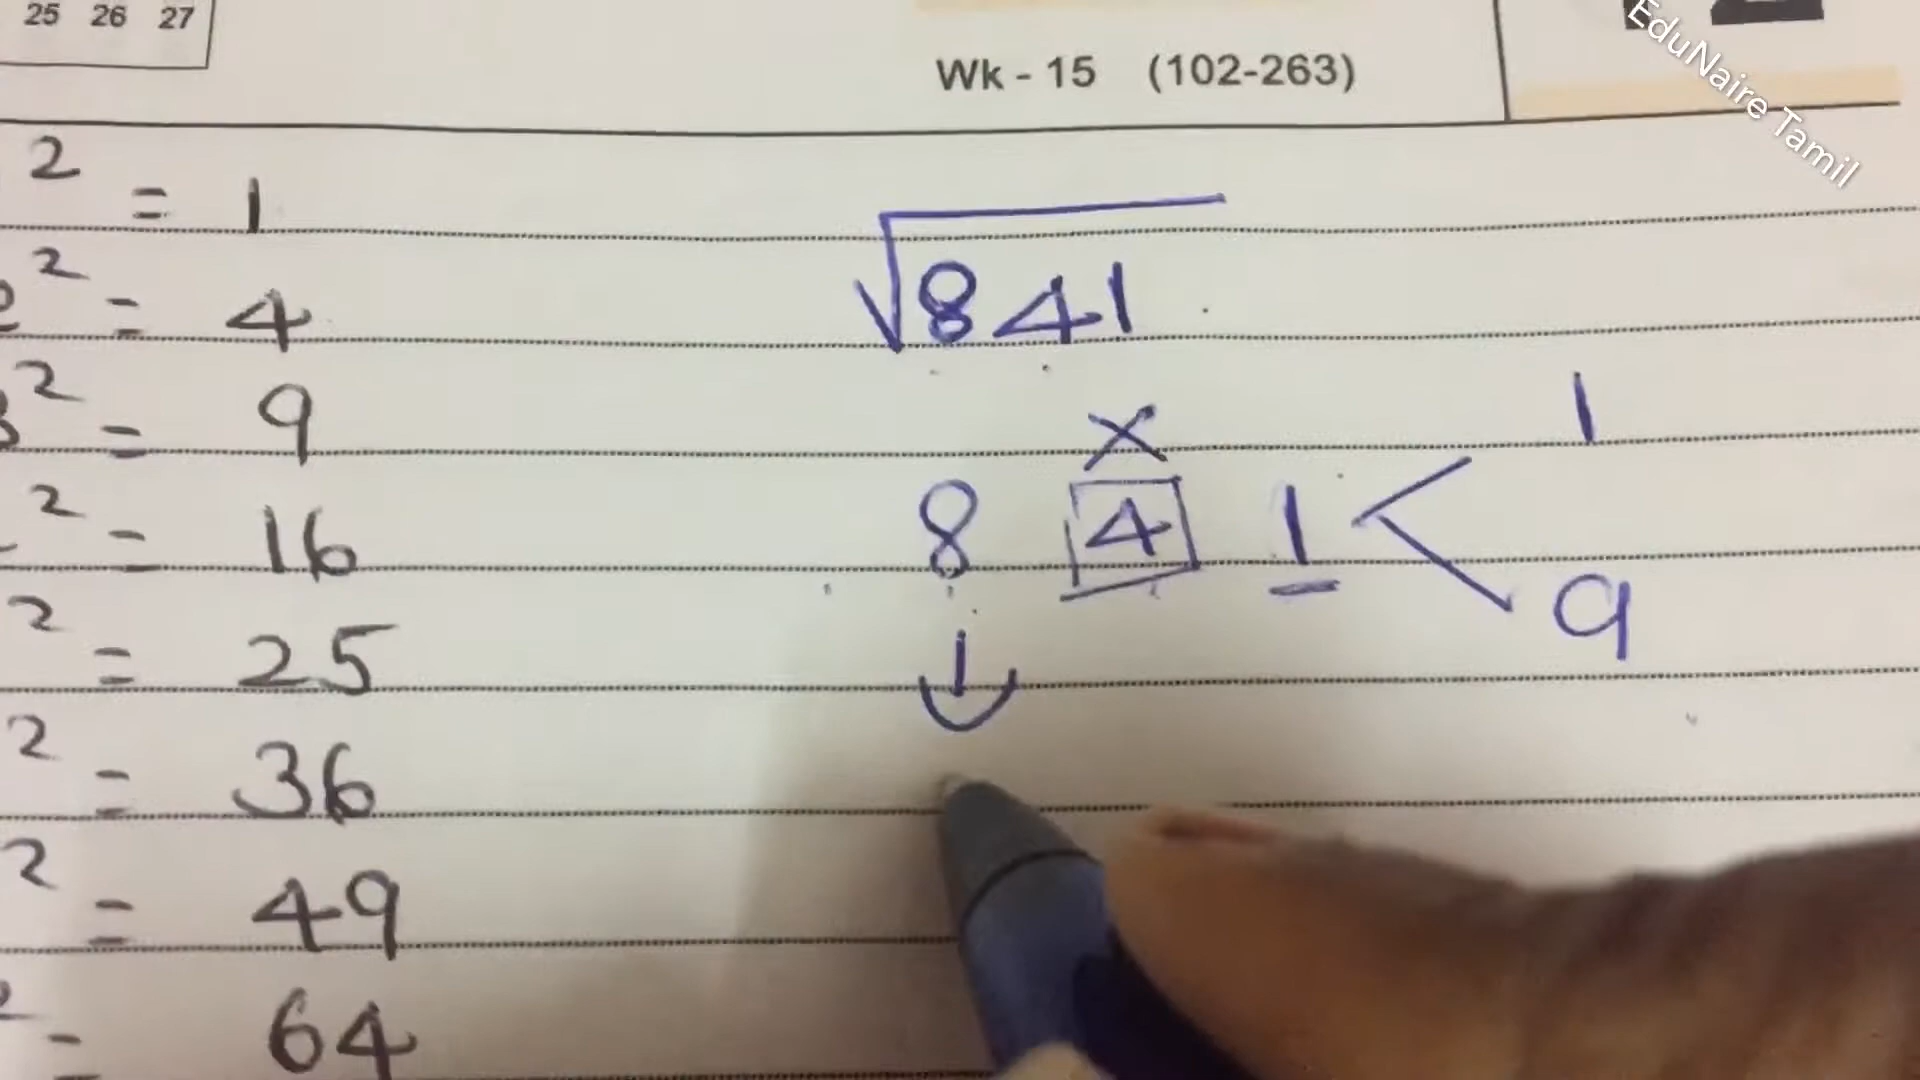 25 26 27
Wk - 15 (102-263)
EduNaire Tamil
2 = 1
2 = 4
2 = 9
2 = 16
2 = 25
2 = 36
2 = 49
= 64
√841
×
8 4 1 < 1
9